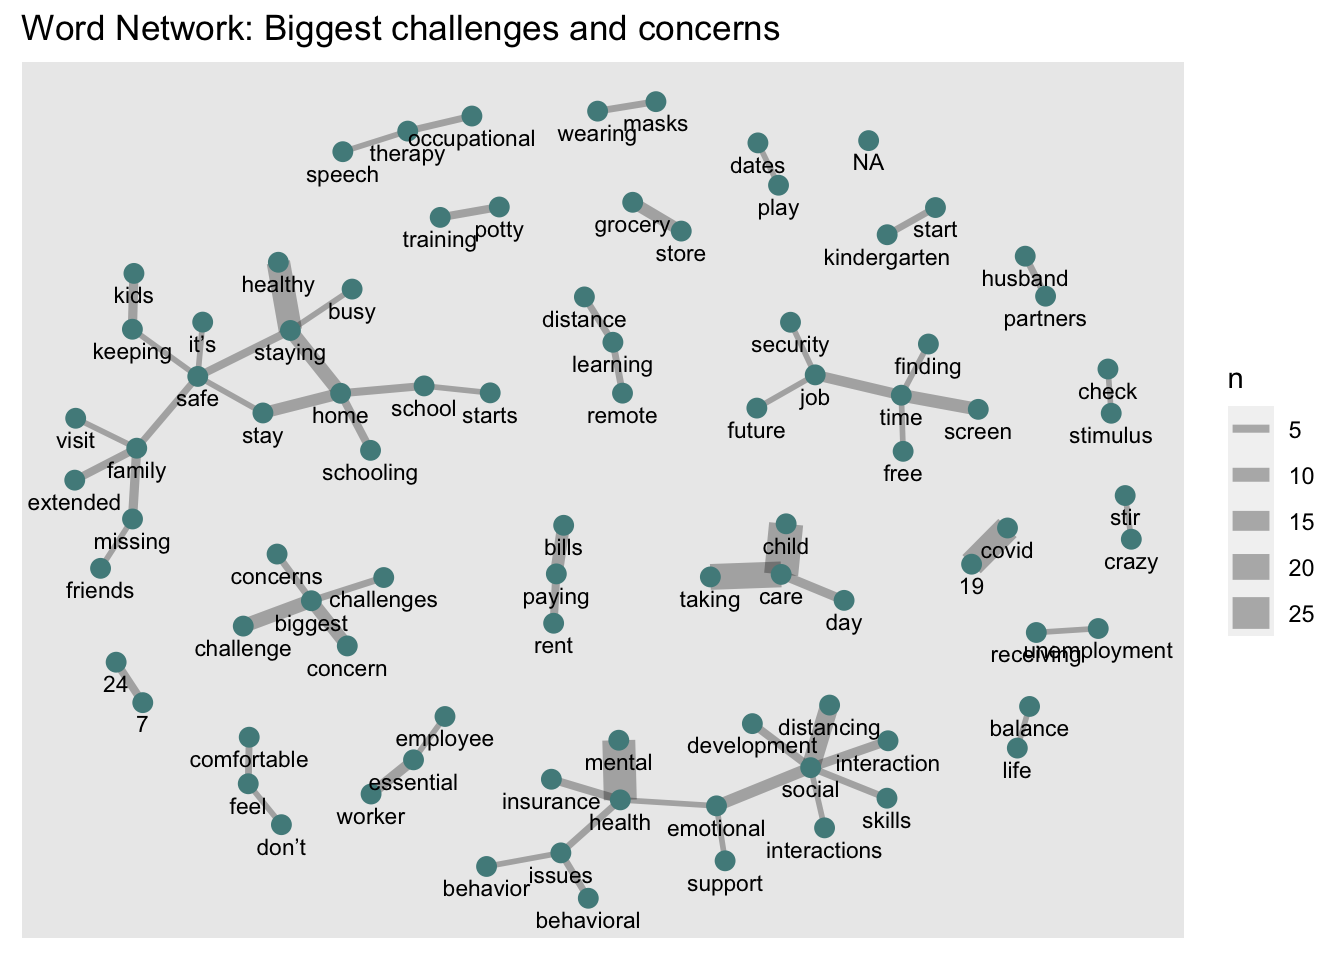 Word Network: Biggest challenges and concerns
masks
wearing
occupational
therapy
speech
dates
NA
play
potty
training
grocery
store
start
kindergarten
healthy
husband
kids
busy
partners
distance
it's
keeping
staying
security
learning
finding
safe
home
school
starts
remote
job
time
check
stay
future
screen
stimulus
visit
family
schooling
free
extended
missing
stir
friends
bills
child
covid
crazy
concerns
challenges
paying
taking
care
19
biggest
day
challenge
concern
rent
receiving
unemployment
24
7
comfortable
employee
mental
distancing
balance
development
interaction
essential
feel
worker
insurance
social
life
don't
health
emotional
skills
interactions
behavior
issues
support
behavioral
n
5
10
15
20
25